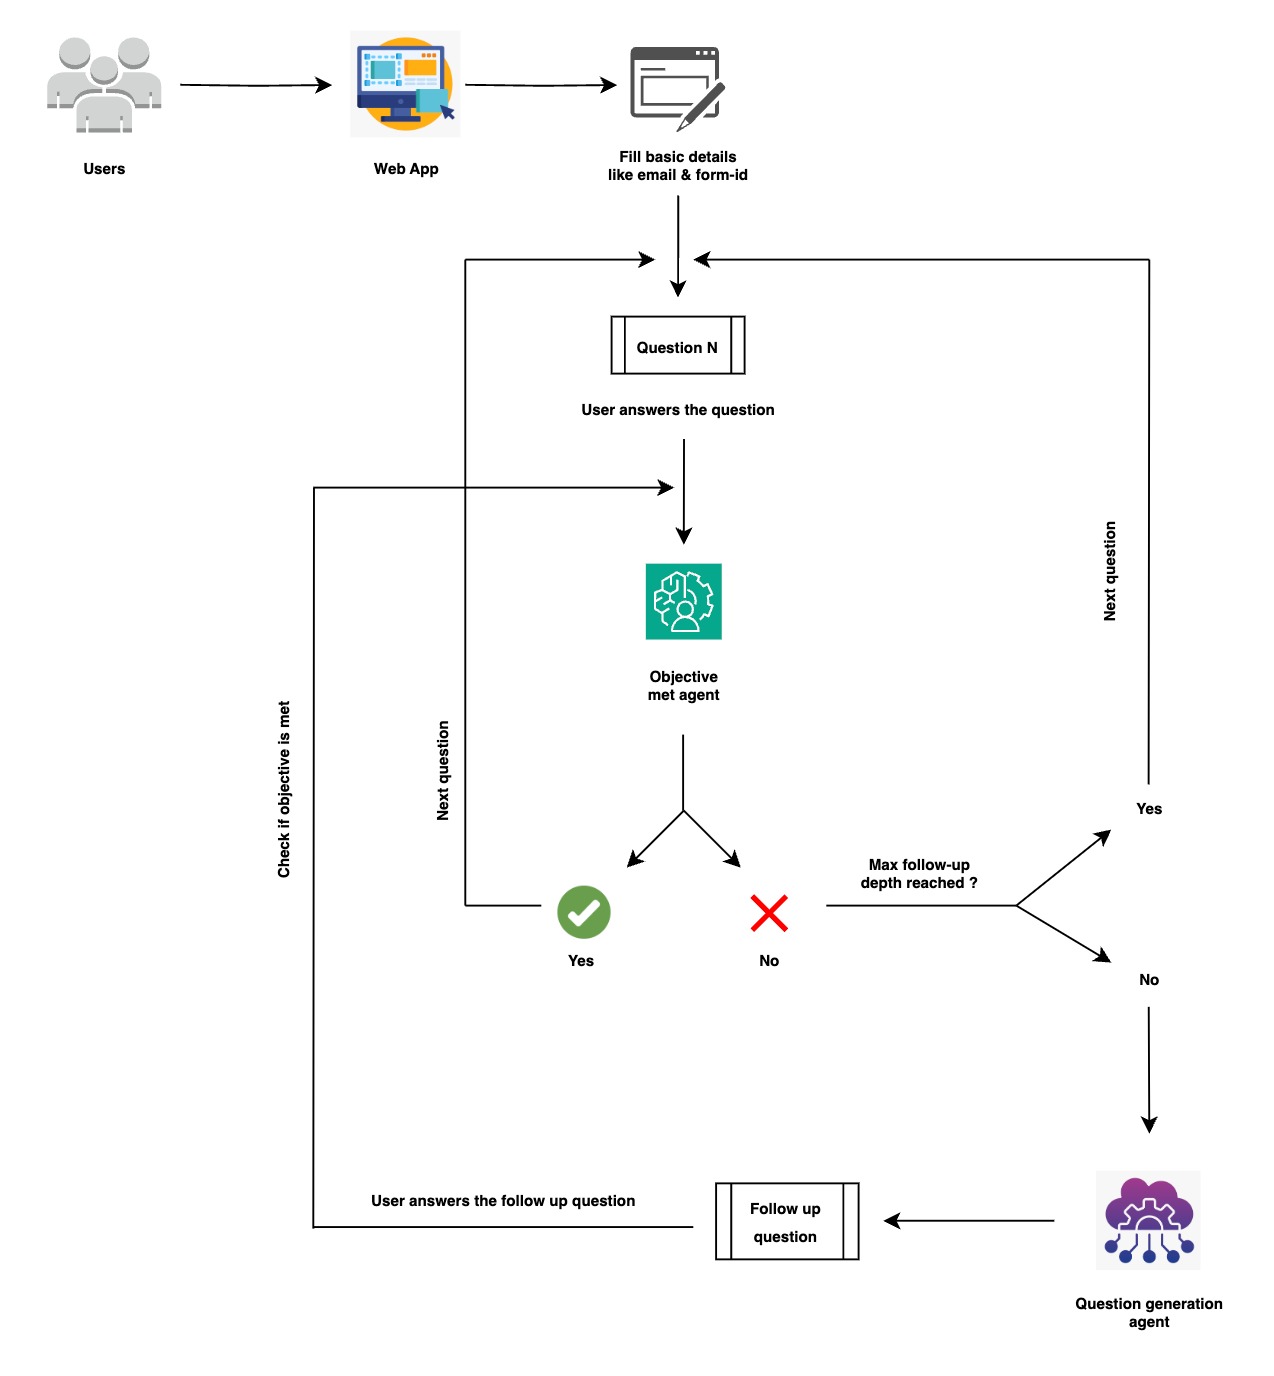 Users
Web App
Fill basic details
like email & form-id
Question N
User answers the question
Next question
Objective
met agent
Check if objective is met
Next question
Yes
Max follow-up
depth reached ?
Yes
No
No
User answers the follow up question
Follow up
question
Question generation
agent